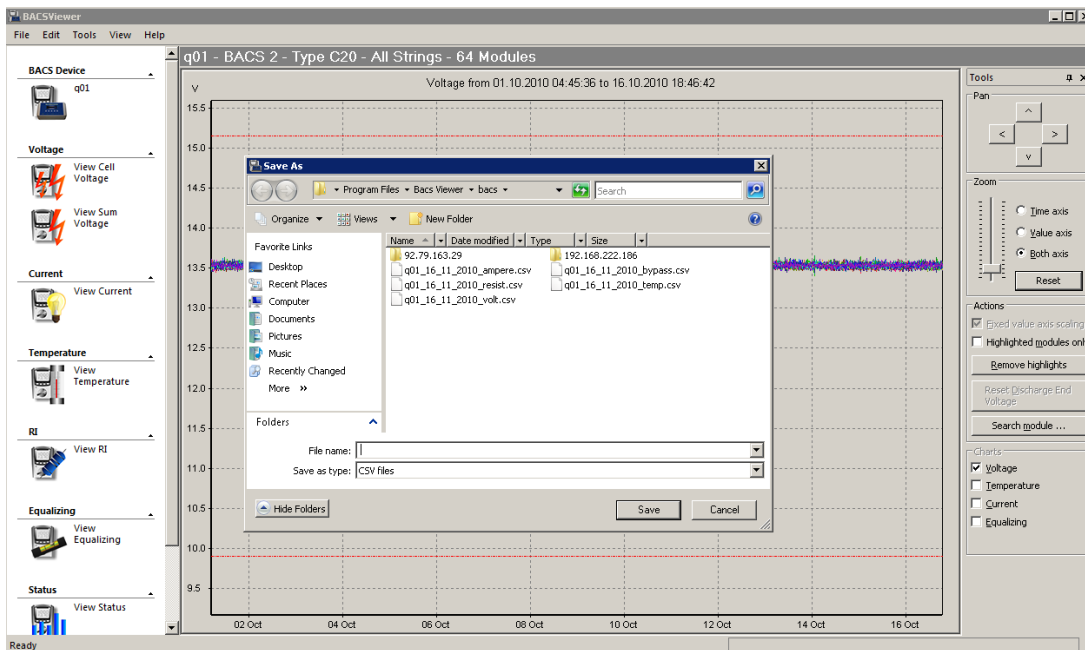 BACSViewer
File Edit Tools View Help
BACS Device
q01
Voltage
View Cell
Voltage
View Sum
Voltage
Current
View Current
Temperature
View
Temperature
RI
View RI
Equalizing
View
Equalizing
Status
View Status
q01 - BACS 2 - Type C20 - All Strings - 64 Modules
V
Voltage from 01.10.2010 04:45:36 to 16.10.2010 18:46:42
15.5
15.0
14.5
14.0
13.5
13.0
12.5
12.0
11.5
11.0
10.5
10.0
9.5
02 Oct 04 Oct 06 Oct 08 Oct 10 Oct 12 Oct 14 Oct 16 Oct
Save As
Program Files Bacs Viewer bacs
Search
Organize Views New Folder
Favorite Links
Desktop
Recent Places
Computer
Documents
Pictures
Music
Recently Changed
More »
Folders
Name Date modified Type Size
92.79.163.29 192.168.222.186
q01_16_11_2010_ampere.csv q01_16_11_2010_bypass.csv
q01_16_11_2010_resist.csv q01_16_11_2010_temp.csv
q01_16_11_2010_volt.csv
File name:
Save as type: CSV files
Hide Folders Save Cancel
Tools
Pan
Zoom
Time axis
Value axis
Both axis
Reset
Actions
Fixed value axis scaling
Highlighted modules only
Remove highlights
Reset Discharge End
Voltage
Search module ...
Charts
Voltage
Temperature
Current
Equalizing
Ready